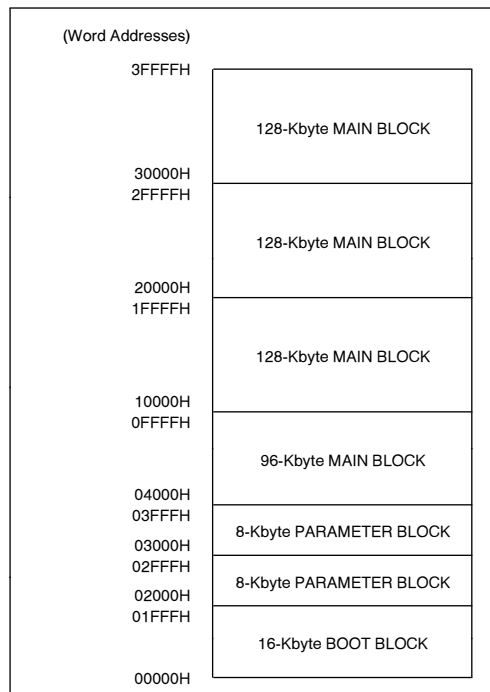 (Word Addresses)
3FFFFH
128-Kbyte MAIN BLOCK
30000H
2FFFFH
128-Kbyte MAIN BLOCK
20000H
1FFFFH
128-Kbyte MAIN BLOCK
10000H
0FFFFH
96-Kbyte MAIN BLOCK
04000H
03FFFH
8-Kbyte PARAMETER BLOCK
03000H
02FFFH
8-Kbyte PARAMETER BLOCK
02000H
01FFFH
16-Kbyte BOOT BLOCK
00000H